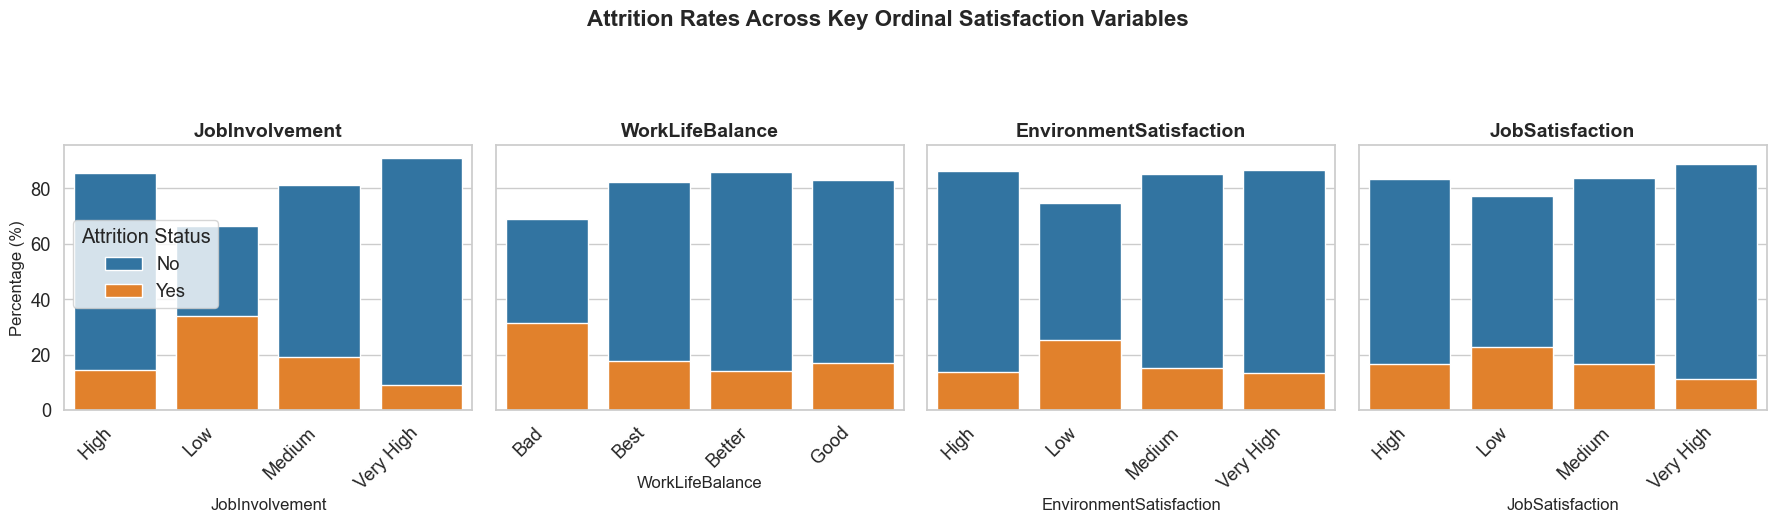 Attrition Rates Across Key Ordinal Satisfaction Variables
JobInvolvement
WorkLifeBalance
EnvironmentSatisfaction
JobSatisfaction
Percentage (%)
80
60
40
20
0
Attrition Status
No
Yes
High
Low
Medium
Very High
JobInvolvement
Bad
Best
Better
Good
WorkLifeBalance
High
Low
Medium
Very High
EnvironmentSatisfaction
High
Low
Medium
Very High
JobSatisfaction